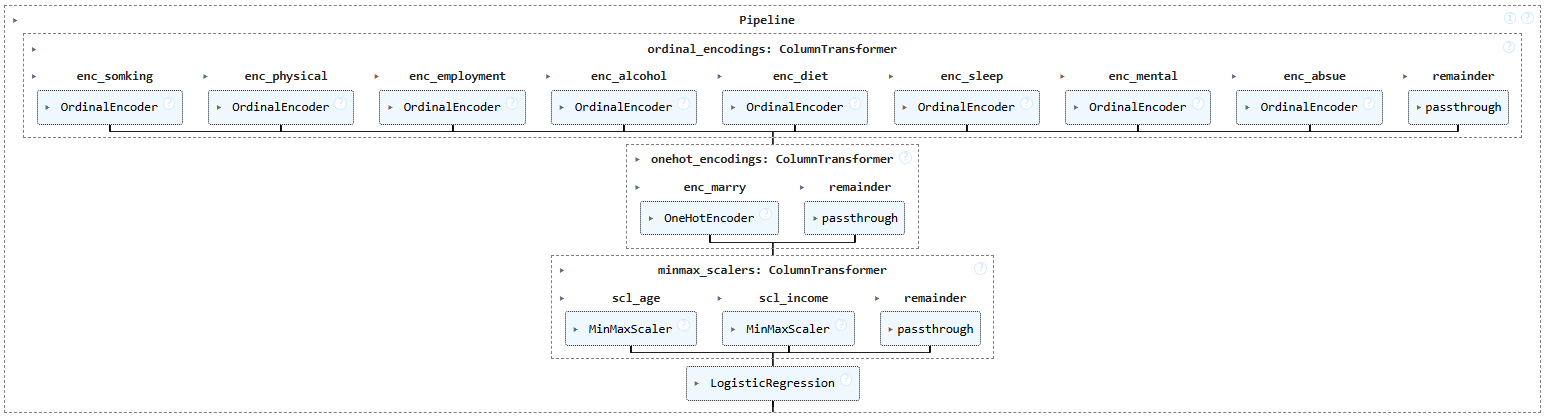 Pipeline
ordinal_encodings: ColumnTransformer
enc_somking enc_physical enc_employment enc_alcohol enc_diet enc_sleep enc_mental enc_absue remainder
OrdinalEncoder OrdinalEncoder OrdinalEncoder OrdinalEncoder OrdinalEncoder OrdinalEncoder OrdinalEncoder OrdinalEncoder passthrough
onehot_encodings: ColumnTransformer
enc_marry remainder
OneHotEncoder passthrough
minmax_scalers: ColumnTransformer
scl_age scl_income remainder
MinMaxScaler MinMaxScaler passthrough
LogisticRegression